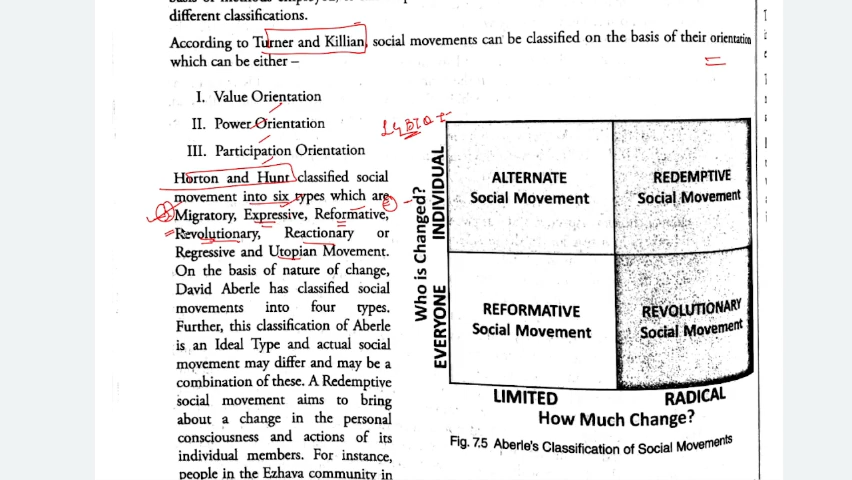 different classifications.
According to Turner and Killian, social movements can be classified on the basis of their orientation
which can be either –
I. Value Orientation
II. Power Orientation
III. Participation Orientation
Horton and Hunt classified social
movement into six types which are
Migratory, Expressive, Reformative,
Revolutionary, Reactionary or
Regressive and Utopian Movement.
On the basis of nature of change,
David Aberle has classified social
movements into four types.
Further, this classification of Aberle
is an Ideal Type and actual social
movement may differ and may be a
combination of these. A Redemptive
social movement aims to bring
about a change in the personal
consciousness and actions of its
individual members. For instance,
people in the Ezhava community in
Who is Changed?
INDIVIDUAL
EVERYONE
ALTERNATE
Social Movement
REDEMPTIVE
Social Movement
REFORMATIVE
Social Movement
REVOLUTIONARY
Social Movement
LIMITED
RADICAL
How Much Change?
Fig. 7.5 Aberle's Classification of Social Movements